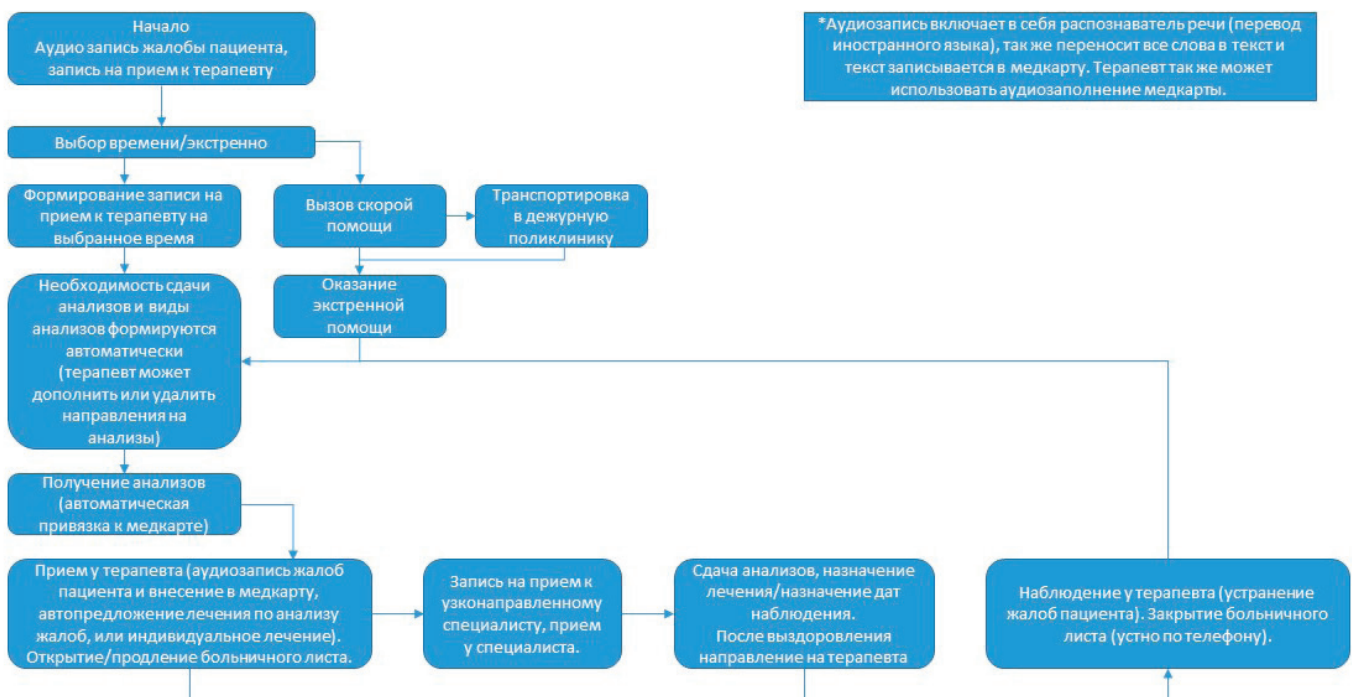 Начало
Аудио запись жалобы пациента,
запись на прием к терапевту
*Аудиозапись включает в себя распознаватель речи (перевод
иностранного языка), так же переносит все слова в текст и
текст записывается в медкарту. Терапевт так же может
использовать аудиозаполнение медкарты.
Выбор времени/экстренно
Формирование записи на
прием к терапевту на
выбранное время
Вызов скорой
помощи
Транспортировка
в дежурную
поликлинику
Необходимость сдачи
анализов и виды
анализов формируются
автоматически
(терапевт может
дополнить или удалить
направления на
анализы)
Оказание
экстренной
помощи
Получение анализов
(автоматическая
привязка к медкарте)
Прием у терапевта (аудиозапись жалоб
пациента и внесение в медкарту,
автопредложение лечения по анализу
жалоб, или индивидуальное лечение).
Открытие/продление больничного листа.
Запись на прием к
узконаправленному
специалисту, прием
у специалиста.
Сдача анализов, назначение
лечения/назначение дат
наблюдения.
После выздоровления
направление на терапевта
Наблюдение у терапевта (устранение
жалоб пациента). Закрытие больничного
листа (устно по телефону).